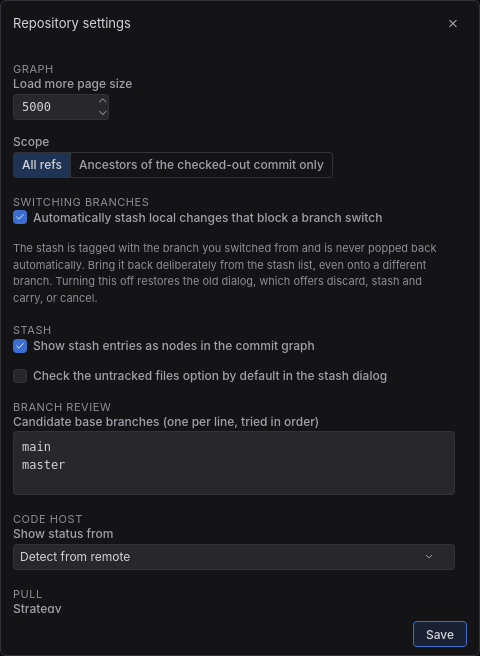 Repository settings
GRAPH
Load more page size
5000
Scope
All refs
Ancestors of the checked-out commit only
SWITCHING BRANCHES
Automatically stash local changes that block a branch switch
The stash is tagged with the branch you switched from and is never popped back
automatically. Bring it back deliberately from the stash list, even onto a different
branch. Turning this off restores the old dialog, which offers discard, stash and
carry, or cancel.
STASH
Show stash entries as nodes in the commit graph
Check the untracked files option by default in the stash dialog
BRANCH REVIEW
Candidate base branches (one per line, tried in order)
main
master
CODE HOST
Show status from
Detect from remote
PULL
Strategy
Save